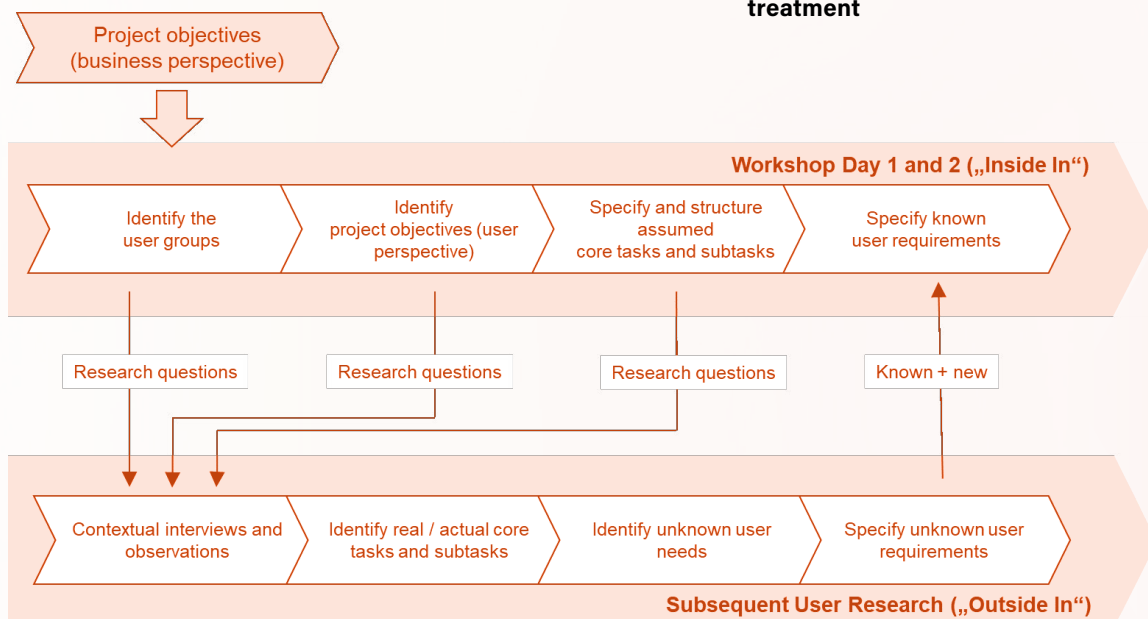 treatment
Project objectives
(business perspective)
Workshop Day 1 and 2 („Inside In“)
Identify the
user groups
Identify
project objectives (user
perspective)
Specify and structure
assumed
core tasks and subtasks
Specify known
user requirements
Research questions
Research questions
Research questions
Known + new
Contextual interviews and
observations
Identify real / actual core
tasks and subtasks
Identify unknown user
needs
Specify unknown user
requirements
Subsequent User Research („Outside In“)